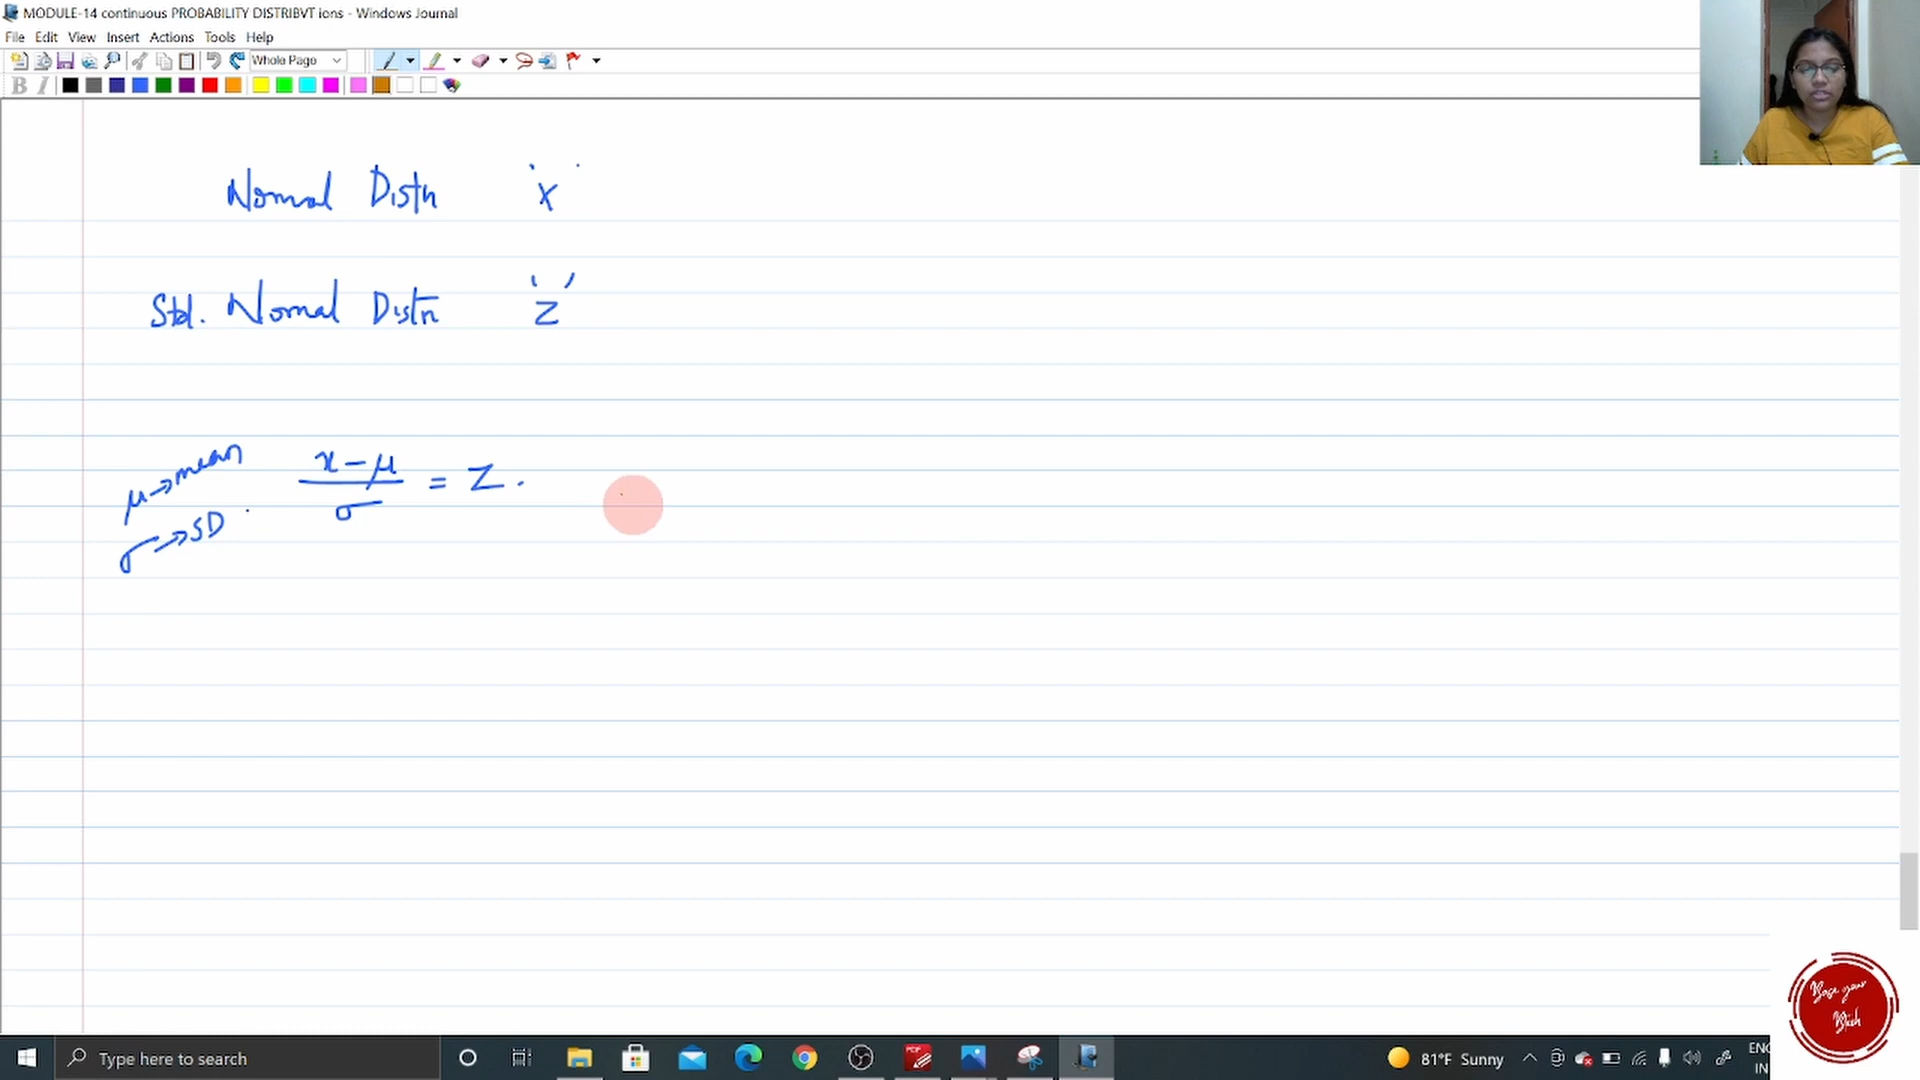 MODULE-14 continuous PROBABILITY DISTRIBVT ions - Windows Journal
File Edit View Insert Actions Tools Help
Whole Page
B I
Normal Distn 'x'
Std. Normal Distn 'Z'
μ→mean
σ→SD
x-μ / σ = Z.
Type here to search
81°F Sunny
ENG
IN